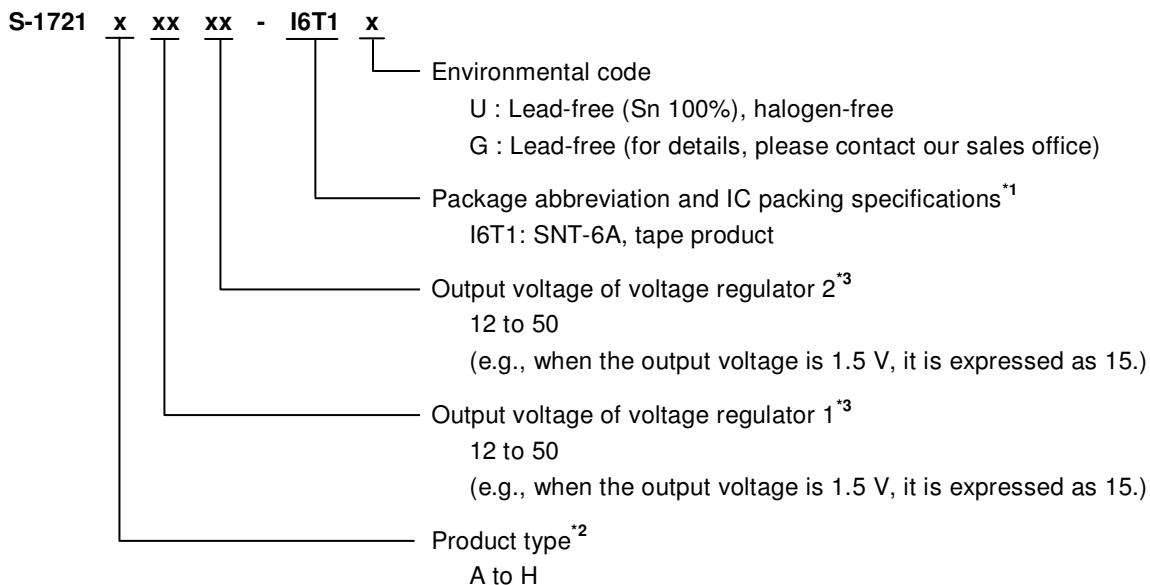 S-1721 x xx xx - I6T1 x
Environmental code
U : Lead-free (Sn 100%), halogen-free
G : Lead-free (for details, please contact our sales office)
Package abbreviation and IC packing specifications*1
I6T1: SNT-6A, tape product
Output voltage of voltage regulator 2*3
12 to 50
(e.g., when the output voltage is 1.5 V, it is expressed as 15.)
Output voltage of voltage regulator 1*3
12 to 50
(e.g., when the output voltage is 1.5 V, it is expressed as 15.)
Product type*2
A to H